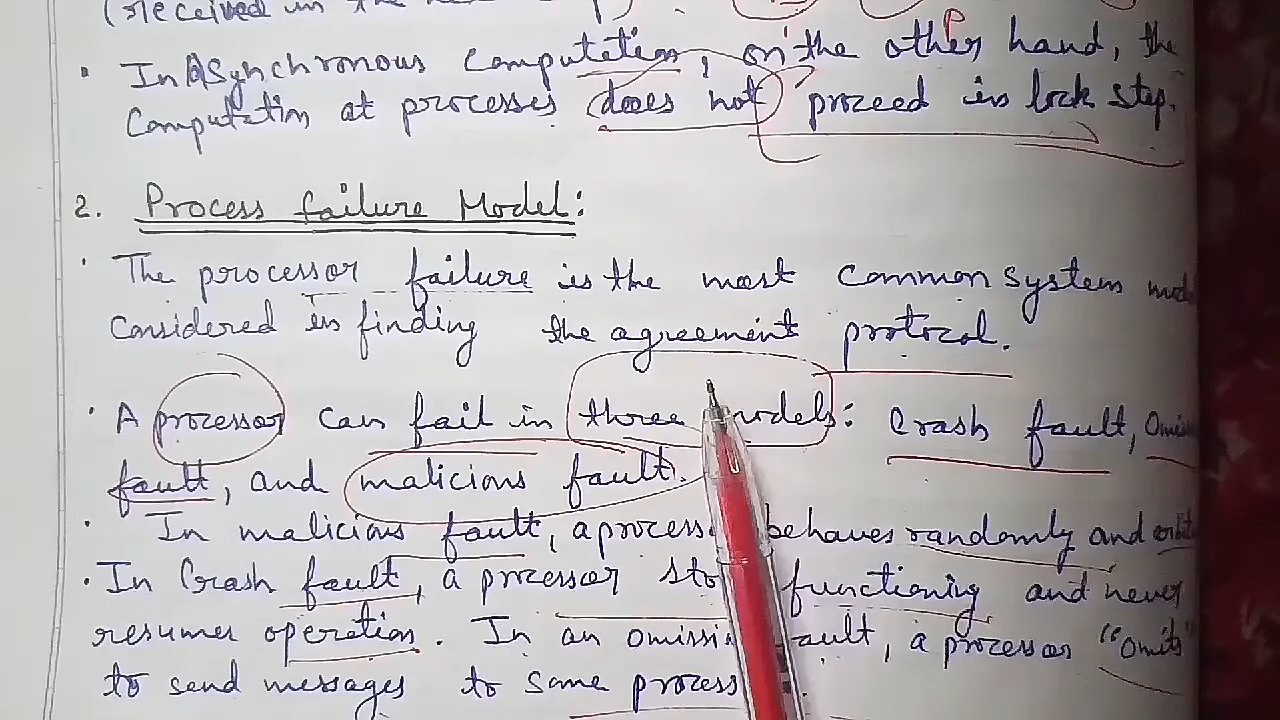 (received in the
• In Asynchronous Computation, on the other hand, the
Computation at processes does not proceed in lock step.
2. Process failure Model:
• The processor failure is the most Common System
Considered in finding the agreement protocol.
• A processor can fail in three models: Crash fault,
fault, and malicious fault.
• In malicious fault, a process behaves randomly and
• In Crash fault, a processor functioning and never
resumes operation. In an fault, a processor "omits"
to send messages to some